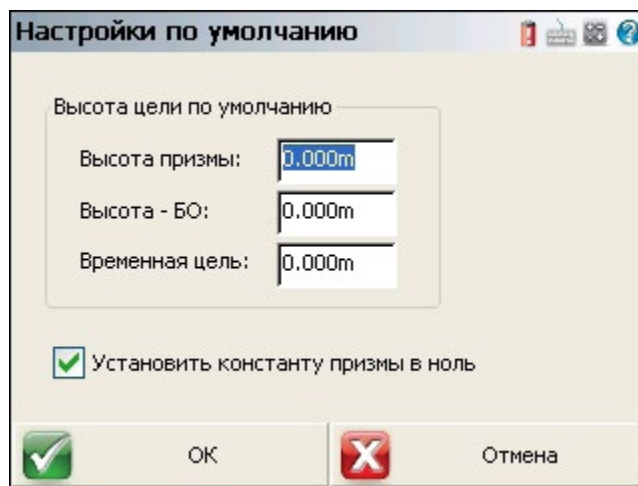 Настройки по умолчанию
Высота цели по умолчанию
Высота призмы: 0.000m
Высота - БО: 0.000m
Временная цель: 0.000m
Установить константу призмы в ноль
ОК Отмена